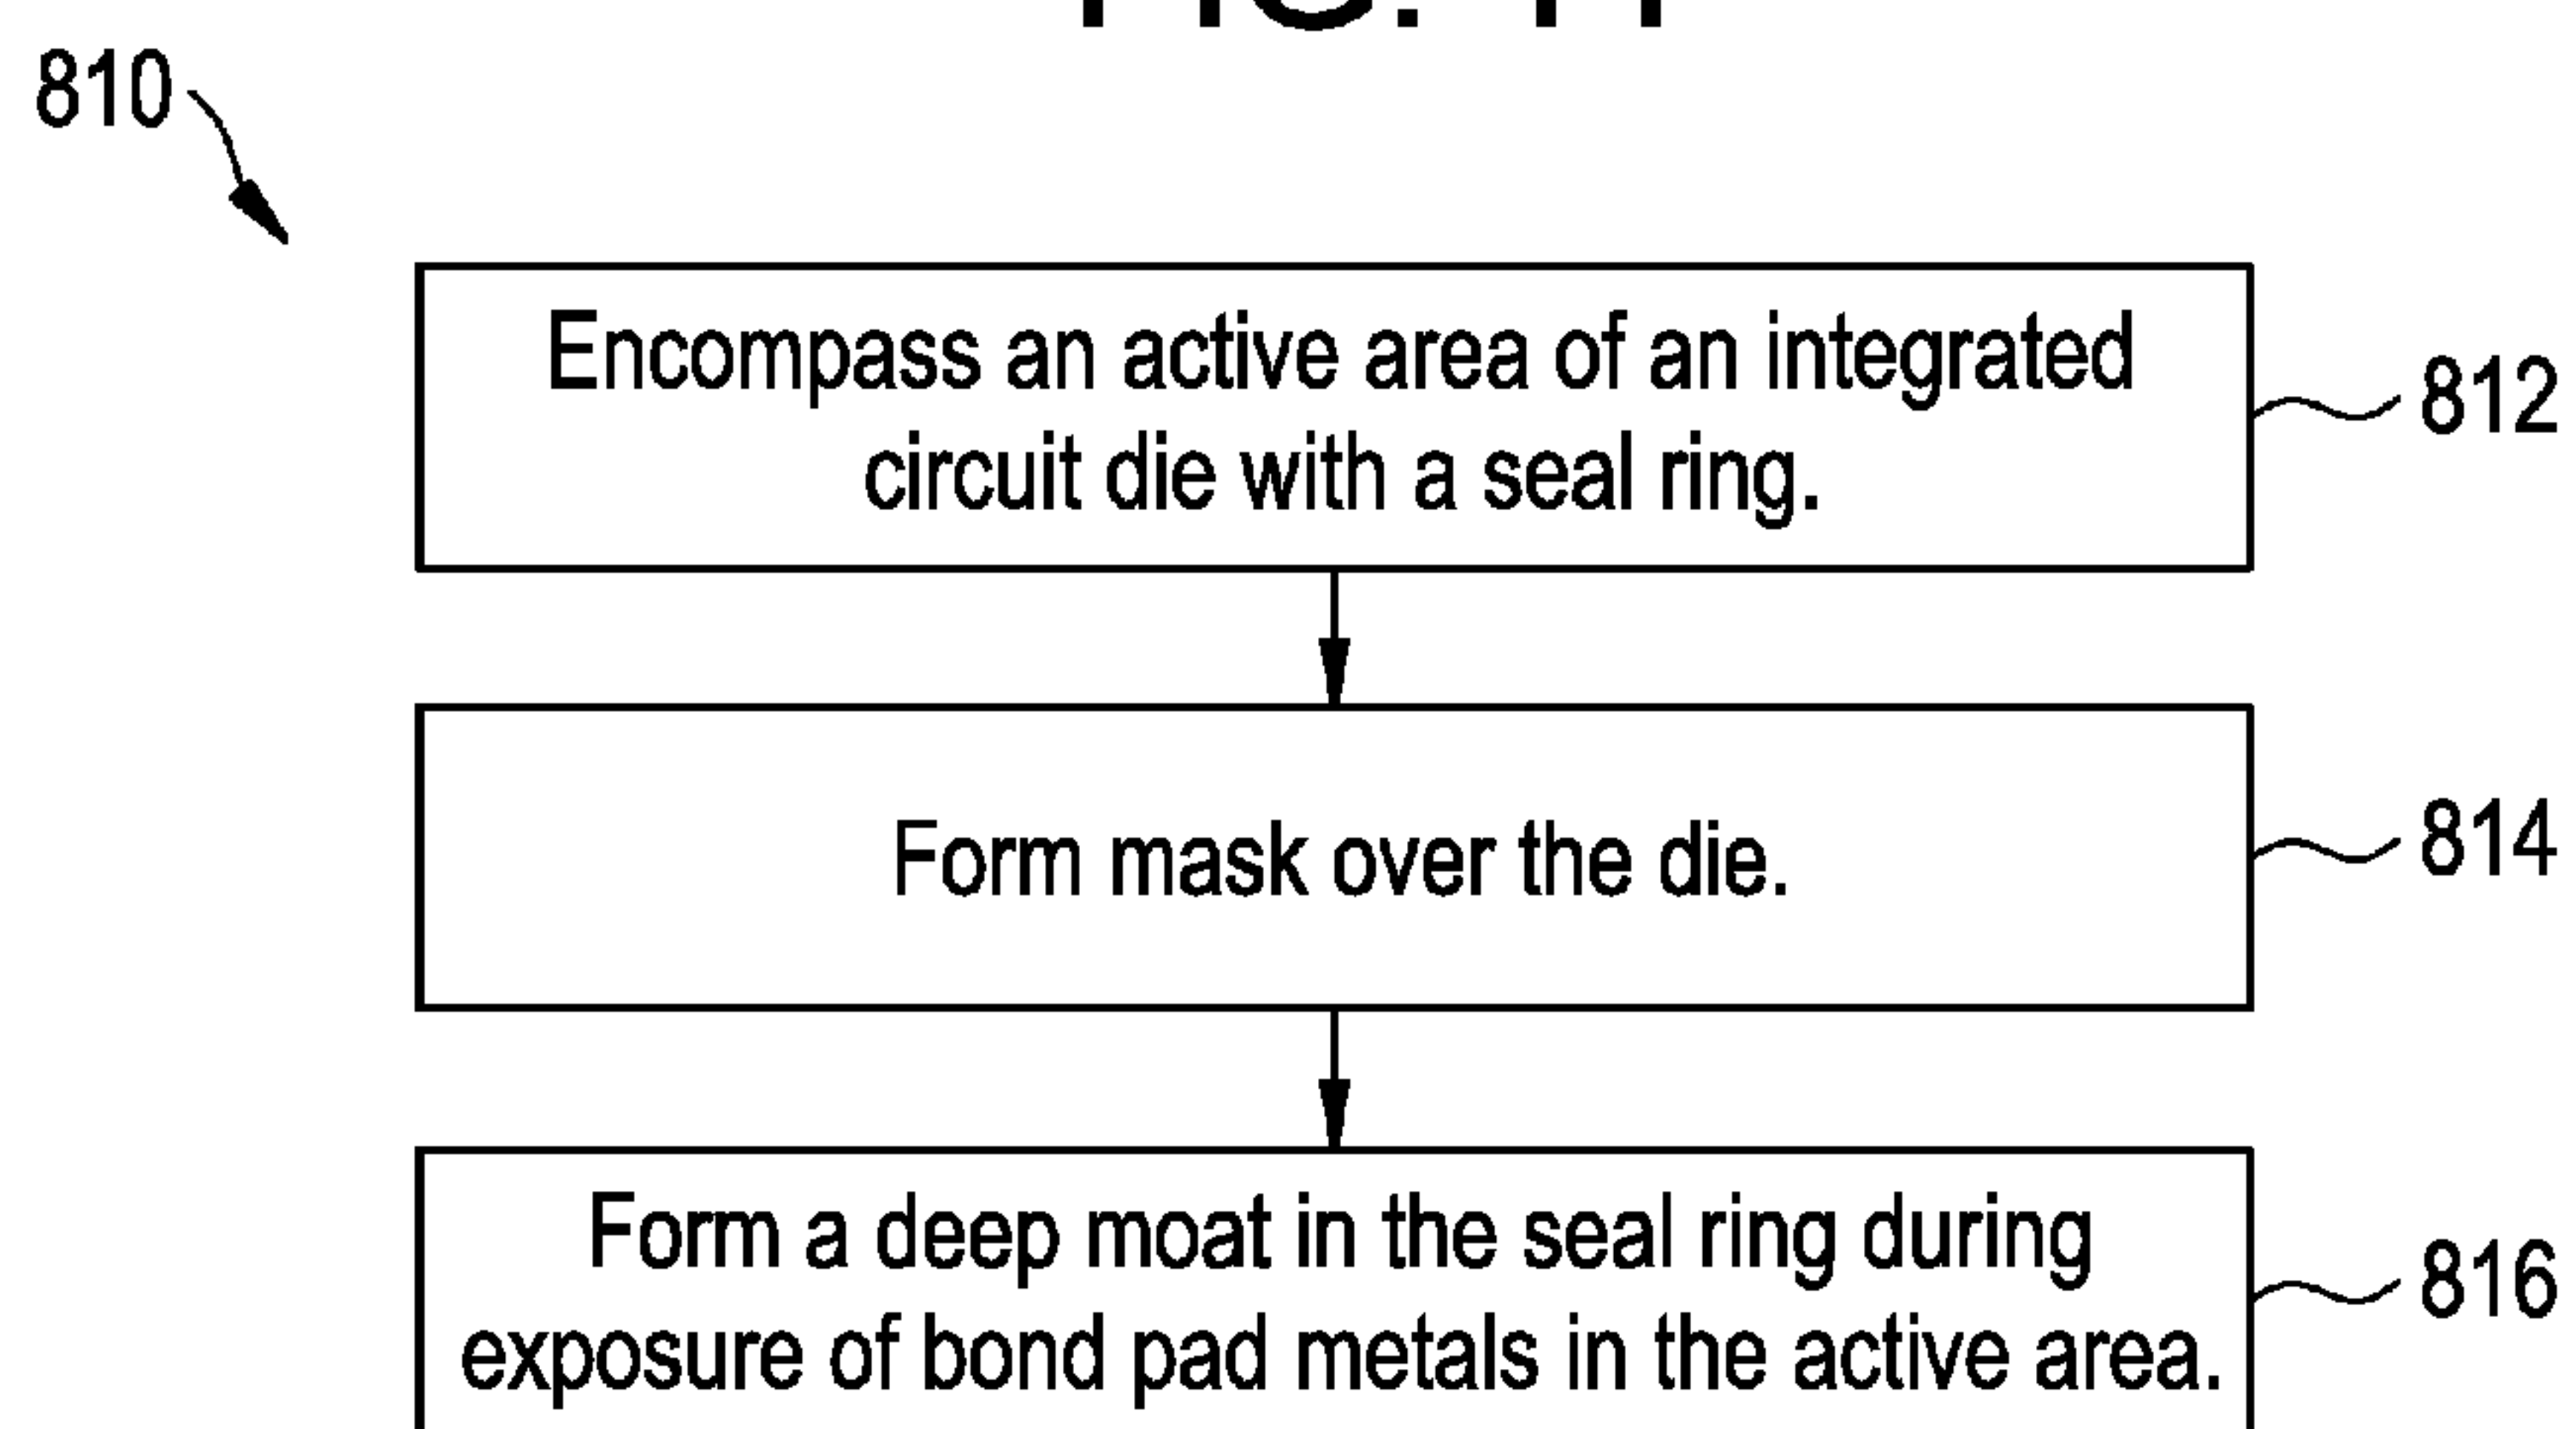 810
Encompass an active area of an integrated
circuit die with a seal ring.
812
Form mask over the die.
814
Form a deep moat in the seal ring during
exposure of bond pad metals in the active area.
816